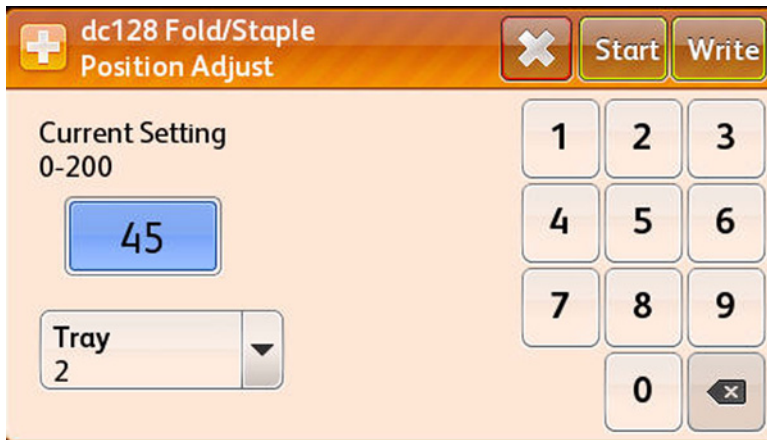 dc128 Fold/Staple
Position Adjust
Start
Write
Current Setting
0-200
45
Tray
2
1 2 3
4 5 6
7 8 9
0